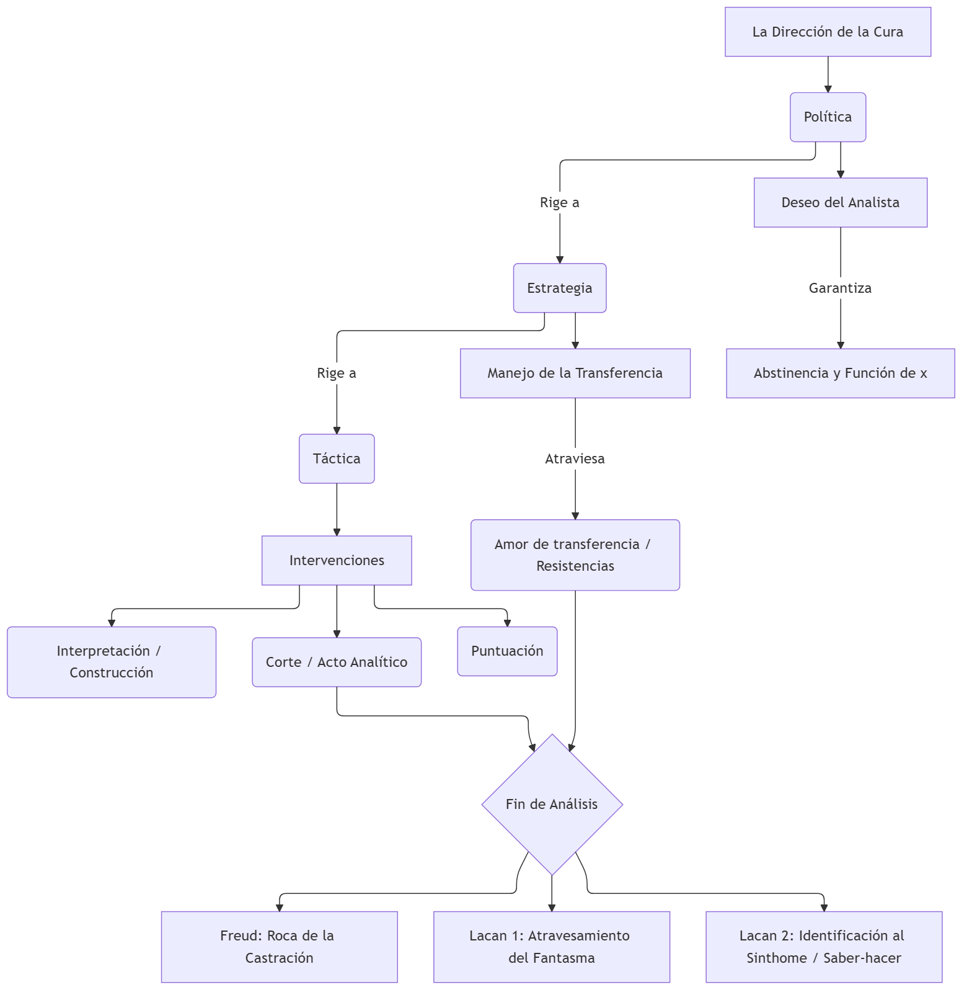 La Dirección de la Cura
Política
Rige a
Deseo del Analista
Estrategia
Garantiza
Rige a
Manejo de la Transferencia
Abstinencia y Función de x
Táctica
Atraviesa
Intervenciones
Amor de transferencia /
Resistencias
Interpretación /
Construcción
Corte / Acto Analítico
Puntuación
Fin de Análisis
Freud: Roca de la
Castración
Lacan 1: Atravesamiento
del Fantasma
Lacan 2: Identificación al
Sinthome / Saber-hacer